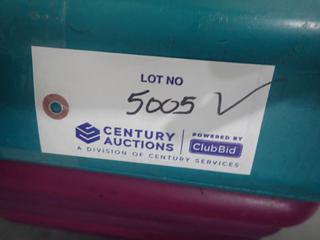 LOT NO
5005 V
CENTURY AUCTIONS
POWERED BY ClubBid
A DIVISION OF CENTURY SERVICES